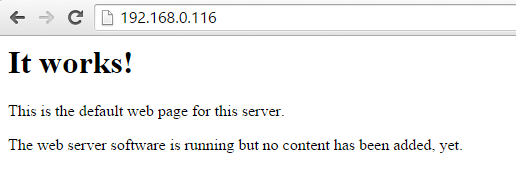 192.168.0.116
It works!
This is the default web page for this server.
The web server software is running but no content has been added, yet.